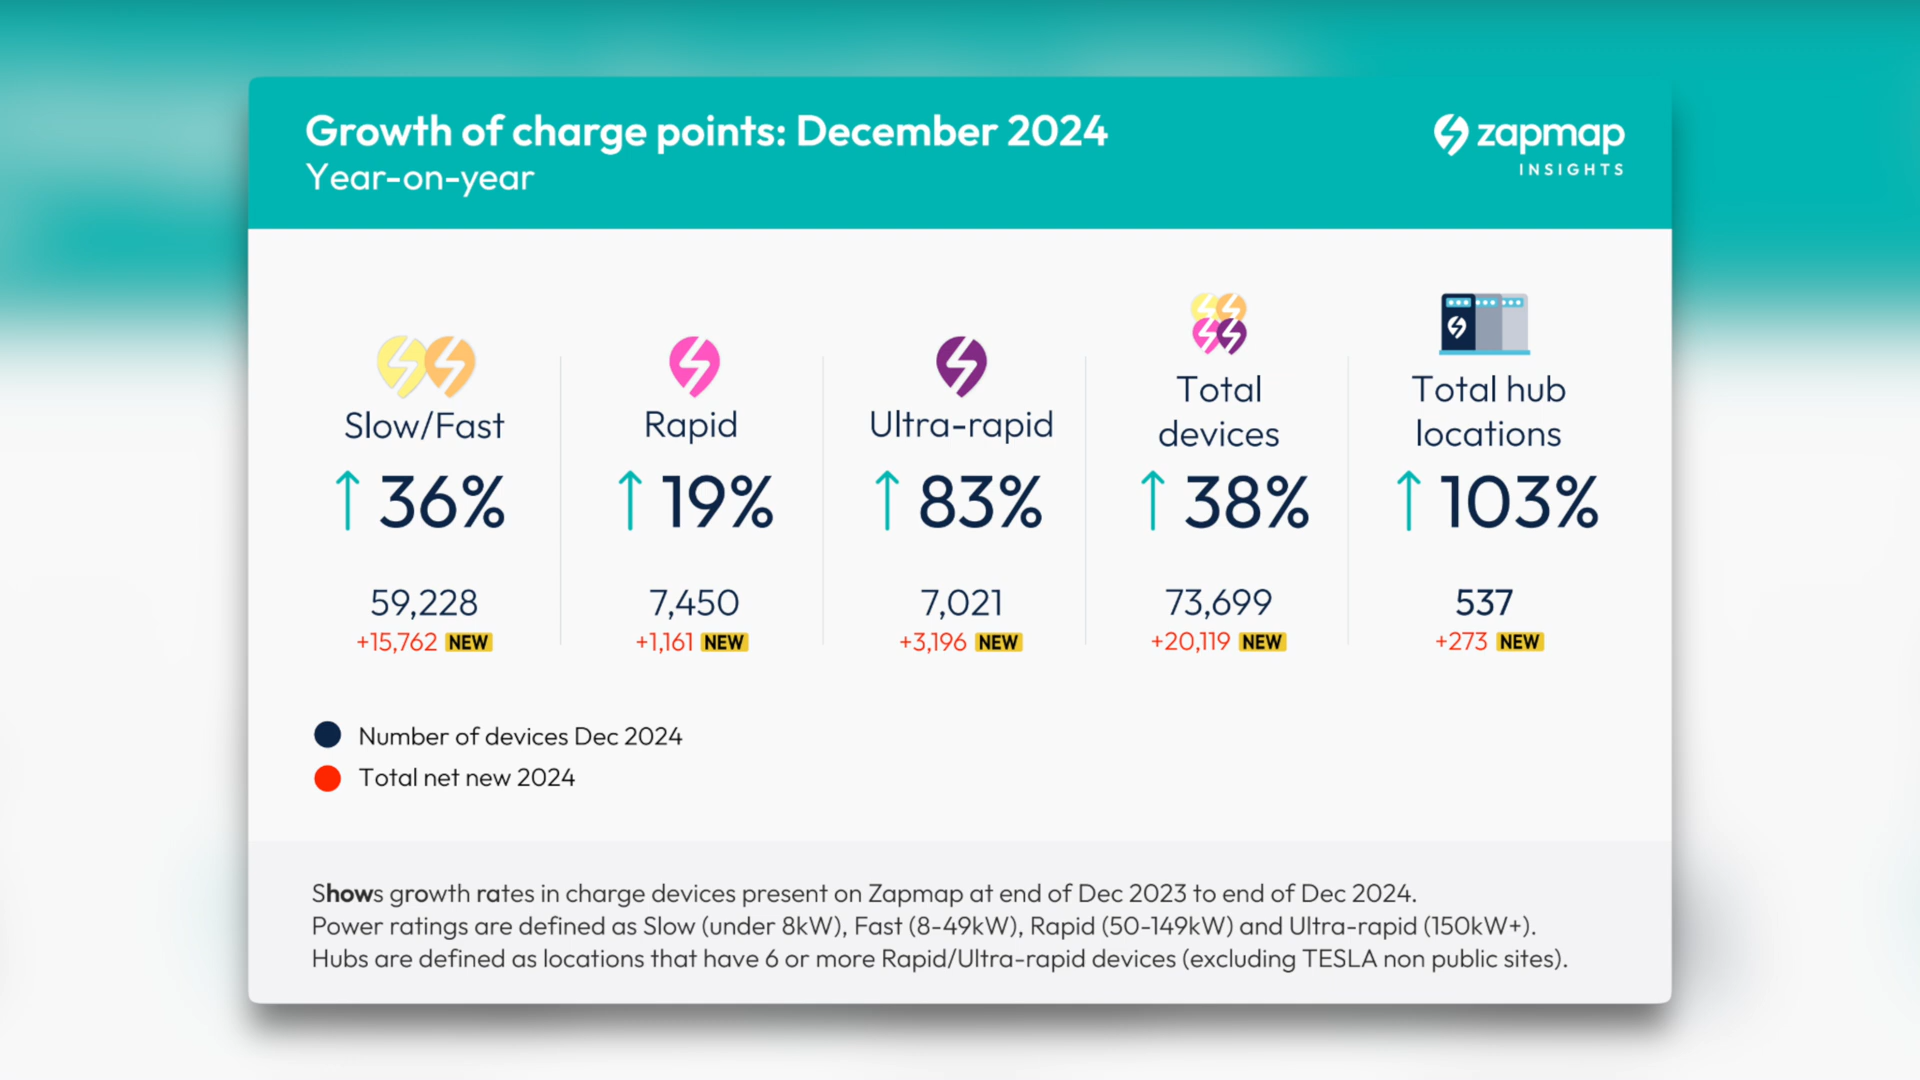 Growth of charge points: December 2024
Year-on-year
zapmap
INSIGHTS
Slow/Fast
36%
59,228
+15,762 NEW
Rapid
19%
7,450
+1,161 NEW
Ultra-rapid
83%
7,021
+3,196 NEW
Total
devices
38%
73,699
+20,119 NEW
Total hub
locations
103%
537
+273 NEW
Number of devices Dec 2024
Total net new 2024
Shows growth rates in charge devices present on Zapmap at end of Dec 2023 to end of Dec 2024.
Power ratings are defined as Slow (under 8kW), Fast (8-49kW), Rapid (50-149kW) and Ultra-rapid (150kW+).
Hubs are defined as locations that have 6 or more Rapid/Ultra-rapid devices (excluding TESLA non public sites).